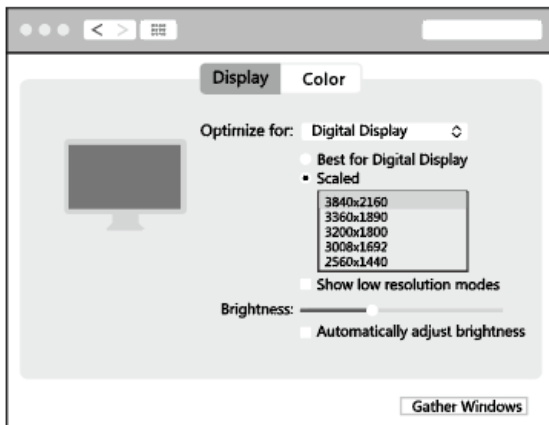 Display Color
Optimize for: Digital Display
Best for Digital Display
Scaled
3840x2160
3360x1890
3200x1800
3008x1692
2560x1440
Show low resolution modes
Brightness:
Automatically adjust brightness
Gather Windows